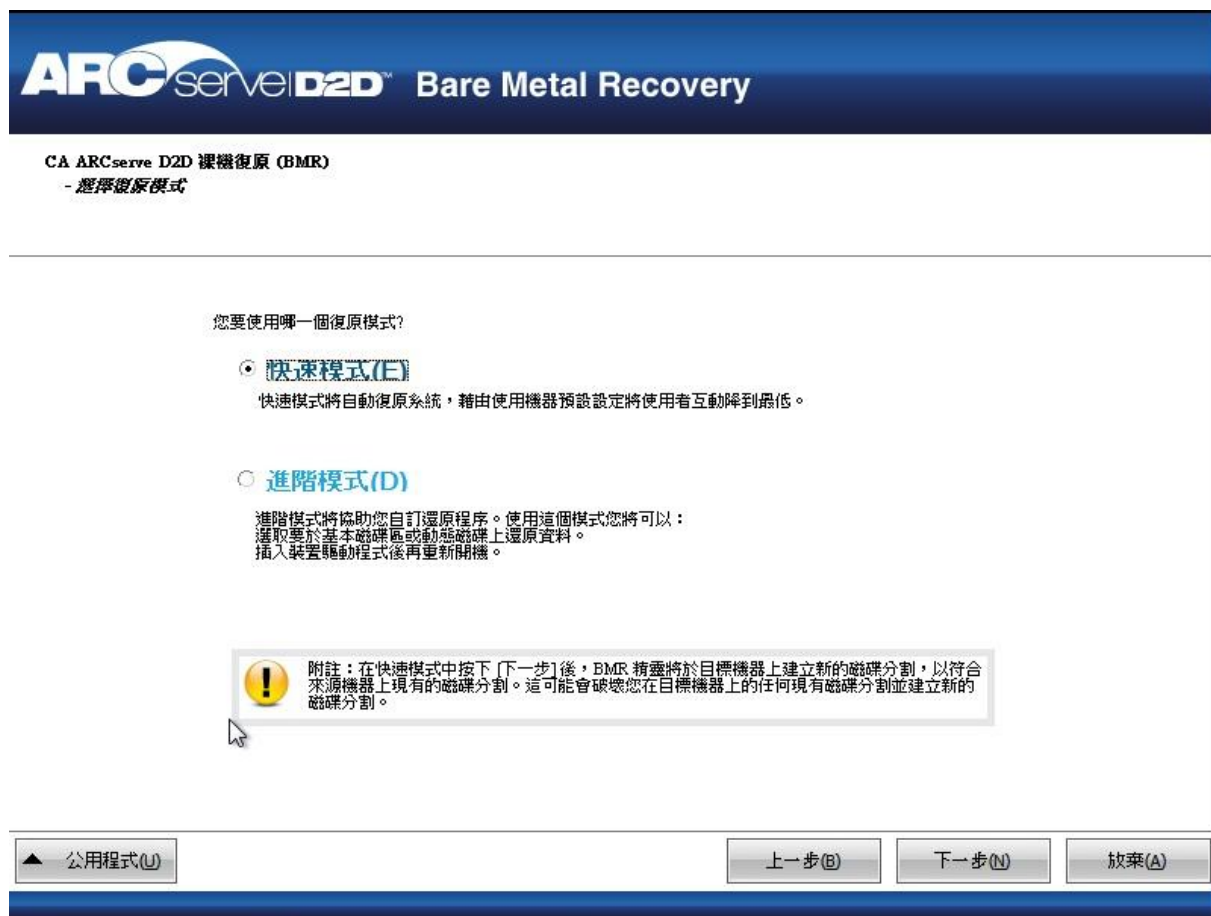 ARCserve D2D™ Bare Metal Recovery
CA ARCserve D2D 裸機復原 (BMR)
- 選擇復原模式
您要使用哪一個復原模式?
快速模式(E)
快速模式將自動復原系統，藉由使用機器預設設定將使用者互動降到最低。
進階模式(D)
進階模式將協助您自訂還原程序。使用這個模式您將可以：
選取要於基本磁碟區或動態磁碟上還原資料。
插入裝置驅動程式後再重新開機。
附註：在快速模式中按下 [下一步] 後，BMR 精靈將於目標機器上建立新的磁碟分割，以符合
來源機器上現有的磁碟分割。這可能會破壞您在目標機器上的任何現有磁碟分割並建立新的
磁碟分割。
公用程式(U)
上一步(B)
下一步(N)
放棄(A)